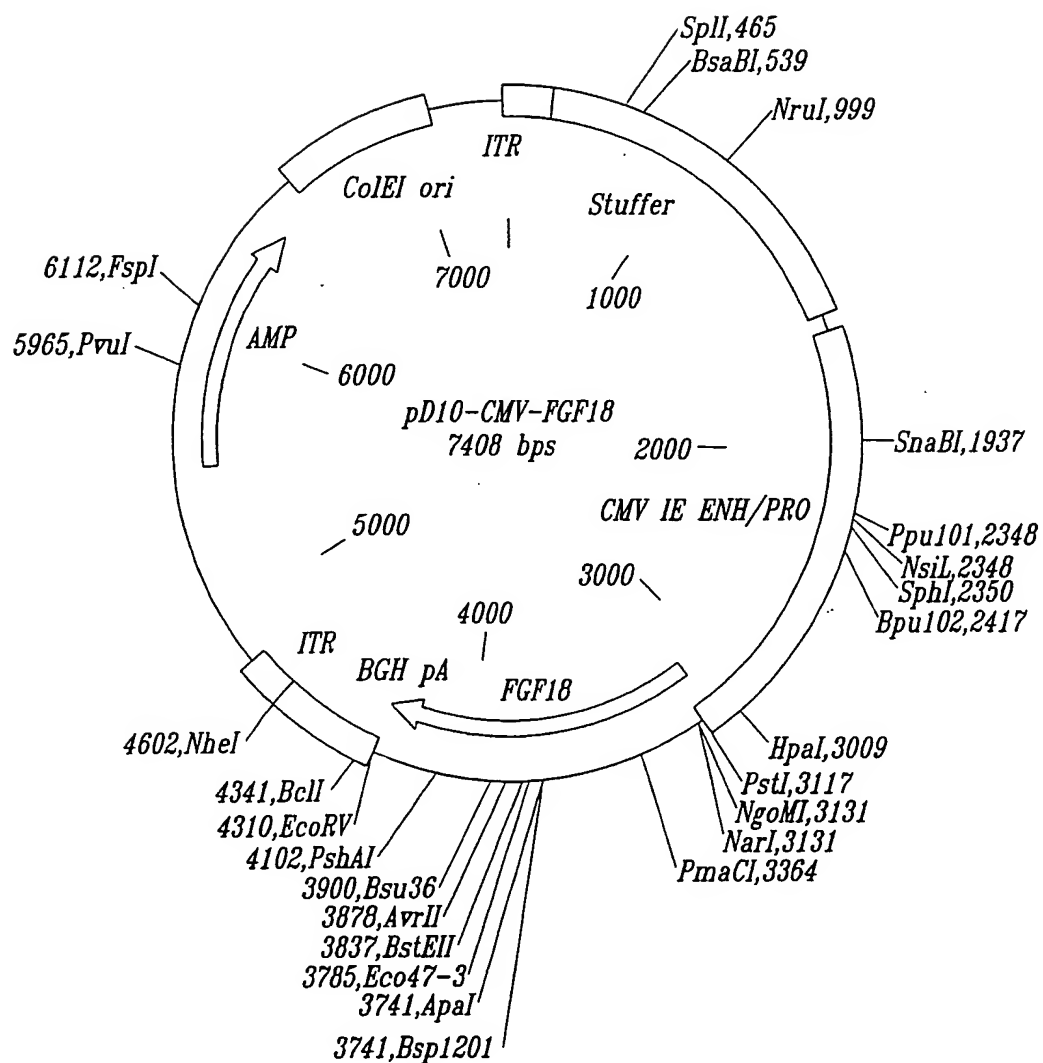 SplI,465
BsaBI,539
NruI,999
ITR
ColEI ori
Stuffer
7000
1000
6112,FspI
5965,PvuI
AMP
6000
pD10-CMV-FGF18
7408 bps
2000
SnaBI,1937
CMV IE ENH/PRO
5000
Ppu101,2348
NsiL,2348
SphI,2350
Bpu102,2417
3000
4000
ITR
BGH pA
FGF18
4602,NheI
HpaI,3009
PstI,3117
NgoMI,3131
NarI,3131
PmaCI,3364
4341,BclI
4310,EcoRV
4102,PshAI
3900,Bsu36
3878,AvrII
3837,BstEII
3785,Eco47-3
3741,ApaI
3741,Bsp1201